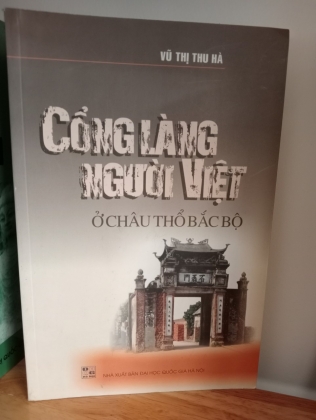 VŨ THỊ THU HÀ
CỔNG LÀNG
NGƯỜI VIỆT
Ở CHÂU THỔ BẮC BỘ
NHÀ XUẤT BẢN ĐẠI HỌC QUỐC GIA HÀ NỘI